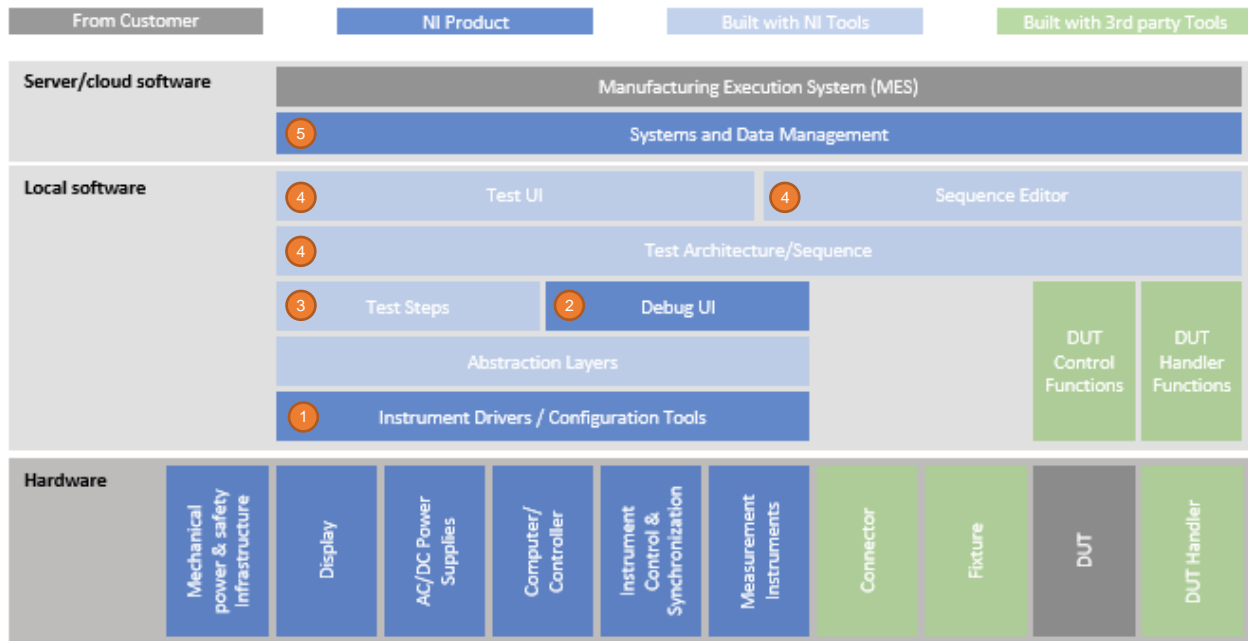 From Customer
NI Product
Built with NI Tools
Built with 3rd party Tools
Server/cloud software
Manufacturing Execution System (MES)
5
Systems and Data Management
Local software
4
Test UI
4
Sequence Editor
4
Test Architecture/Sequence
3
Test Steps
2
Debug UI
DUT
Control
Functions
DUT
Handler
Functions
Abstraction Layers
1
Instrument Drivers / Configuration Tools
Hardware
Mechanical
power & safety
Infrastructure
Display
AC/DC Power
Supplies
Computer/
Controller
Instrument
Control &
Synchronization
Measurement
Instruments
Connector
Fixture
DUT
DUT Handler